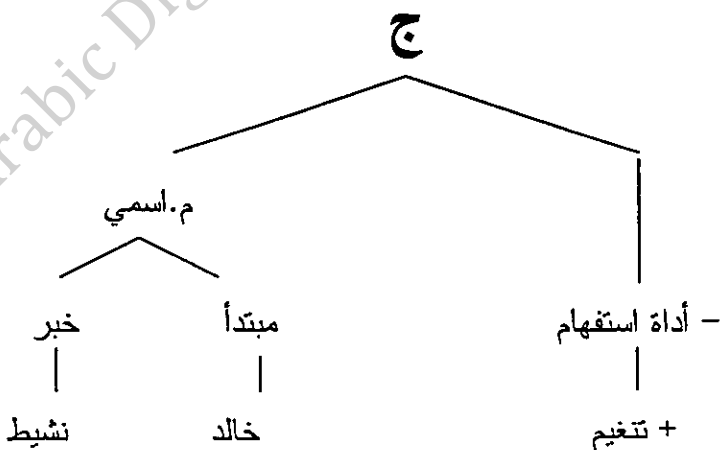 ج
م.اسمي
- أداة استفهام
مبتدأ
خبر
+ تنغيم
خالد
نشيط